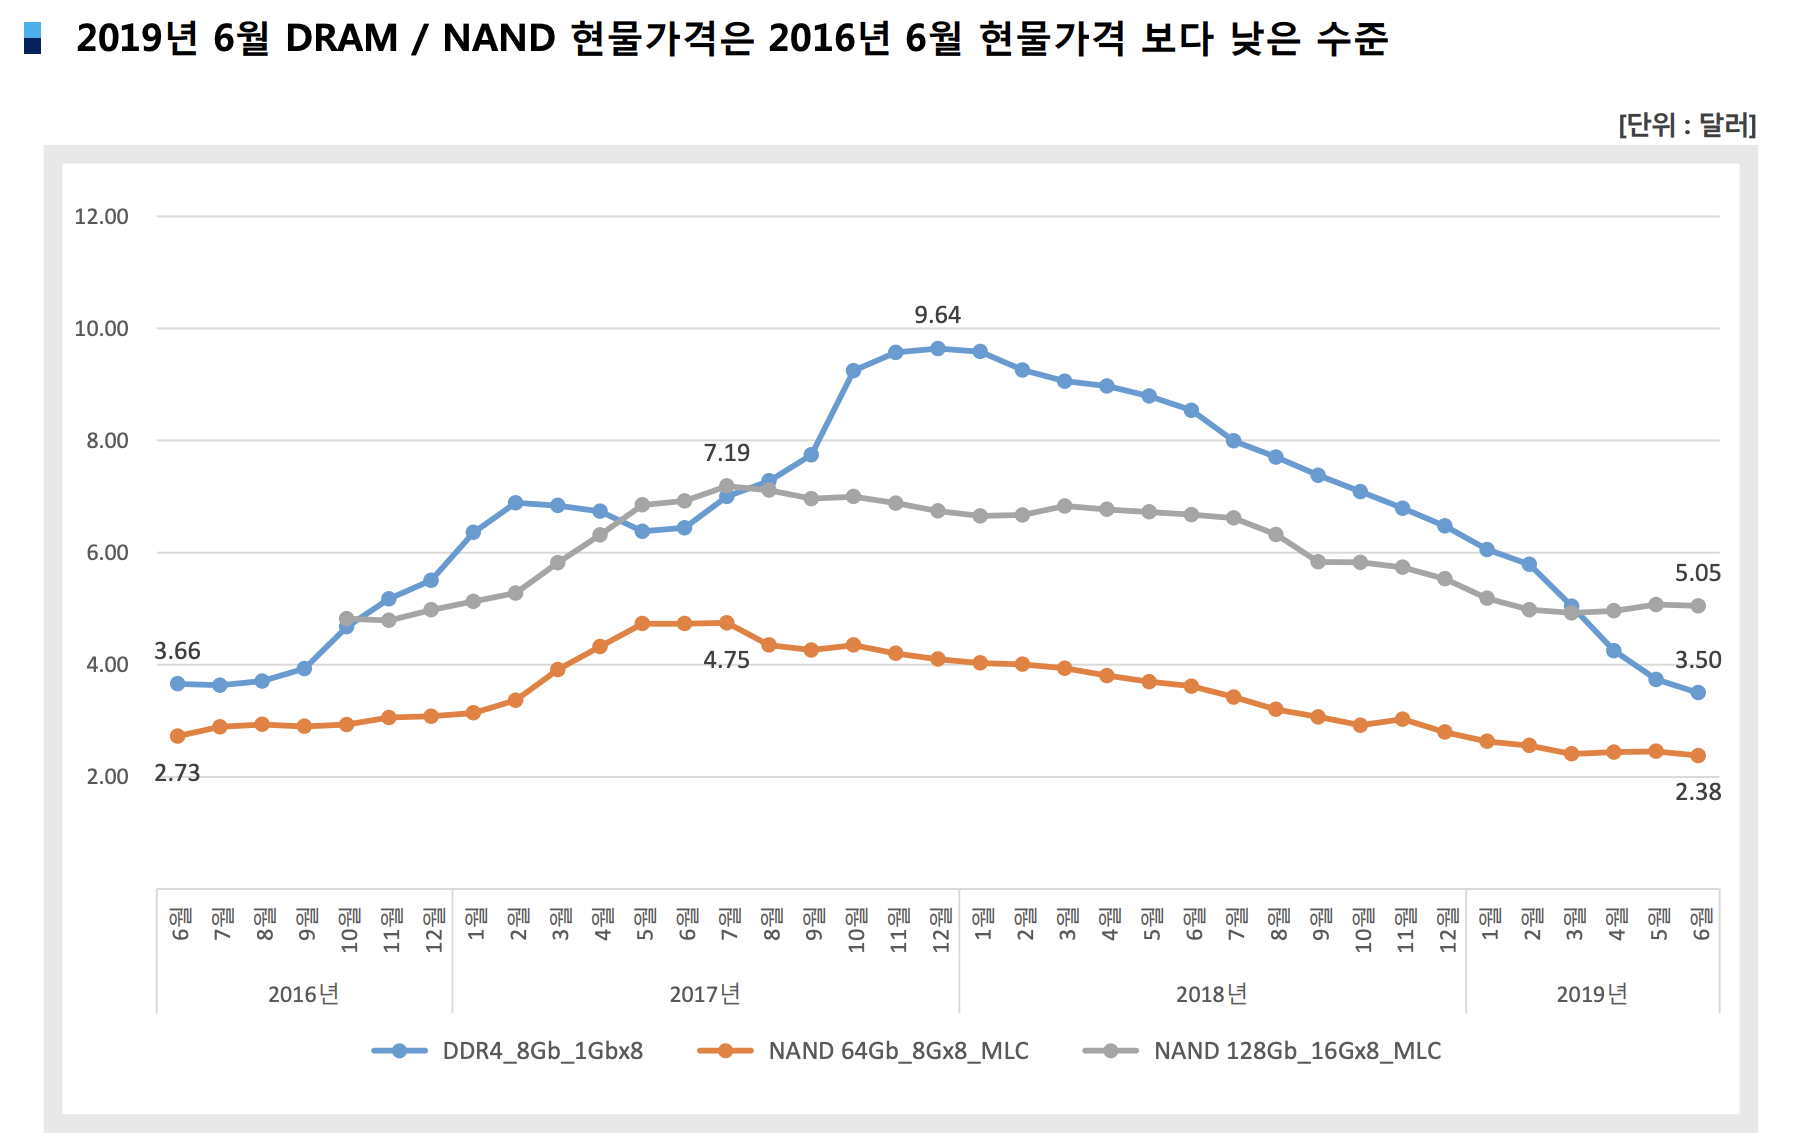 2019년 6월 DRAM / NAND 현물가격은 2016년 6월 현물가격 보다 낮은 수준
[단위 : 달러]
12.00
10.00
8.00
6.00
4.00
2.00
9.64
7.19
5.05
3.66
4.75
3.50
2.73
2.38
6월 7월 8월 9월 10월 11월 12월 1월 2월 3월 4월 5월 6월 7월 8월 9월 10월 11월 12월 1월 2월 3월 4월 5월 6월 7월 8월 9월 10월 11월 12월 1월 2월 3월 4월 5월 6월
2016년 2017년 2018년 2019년
DDR4_8Gb_1Gbx8 NAND 64Gb_8Gx8_MLC NAND 128Gb_16Gx8_MLC